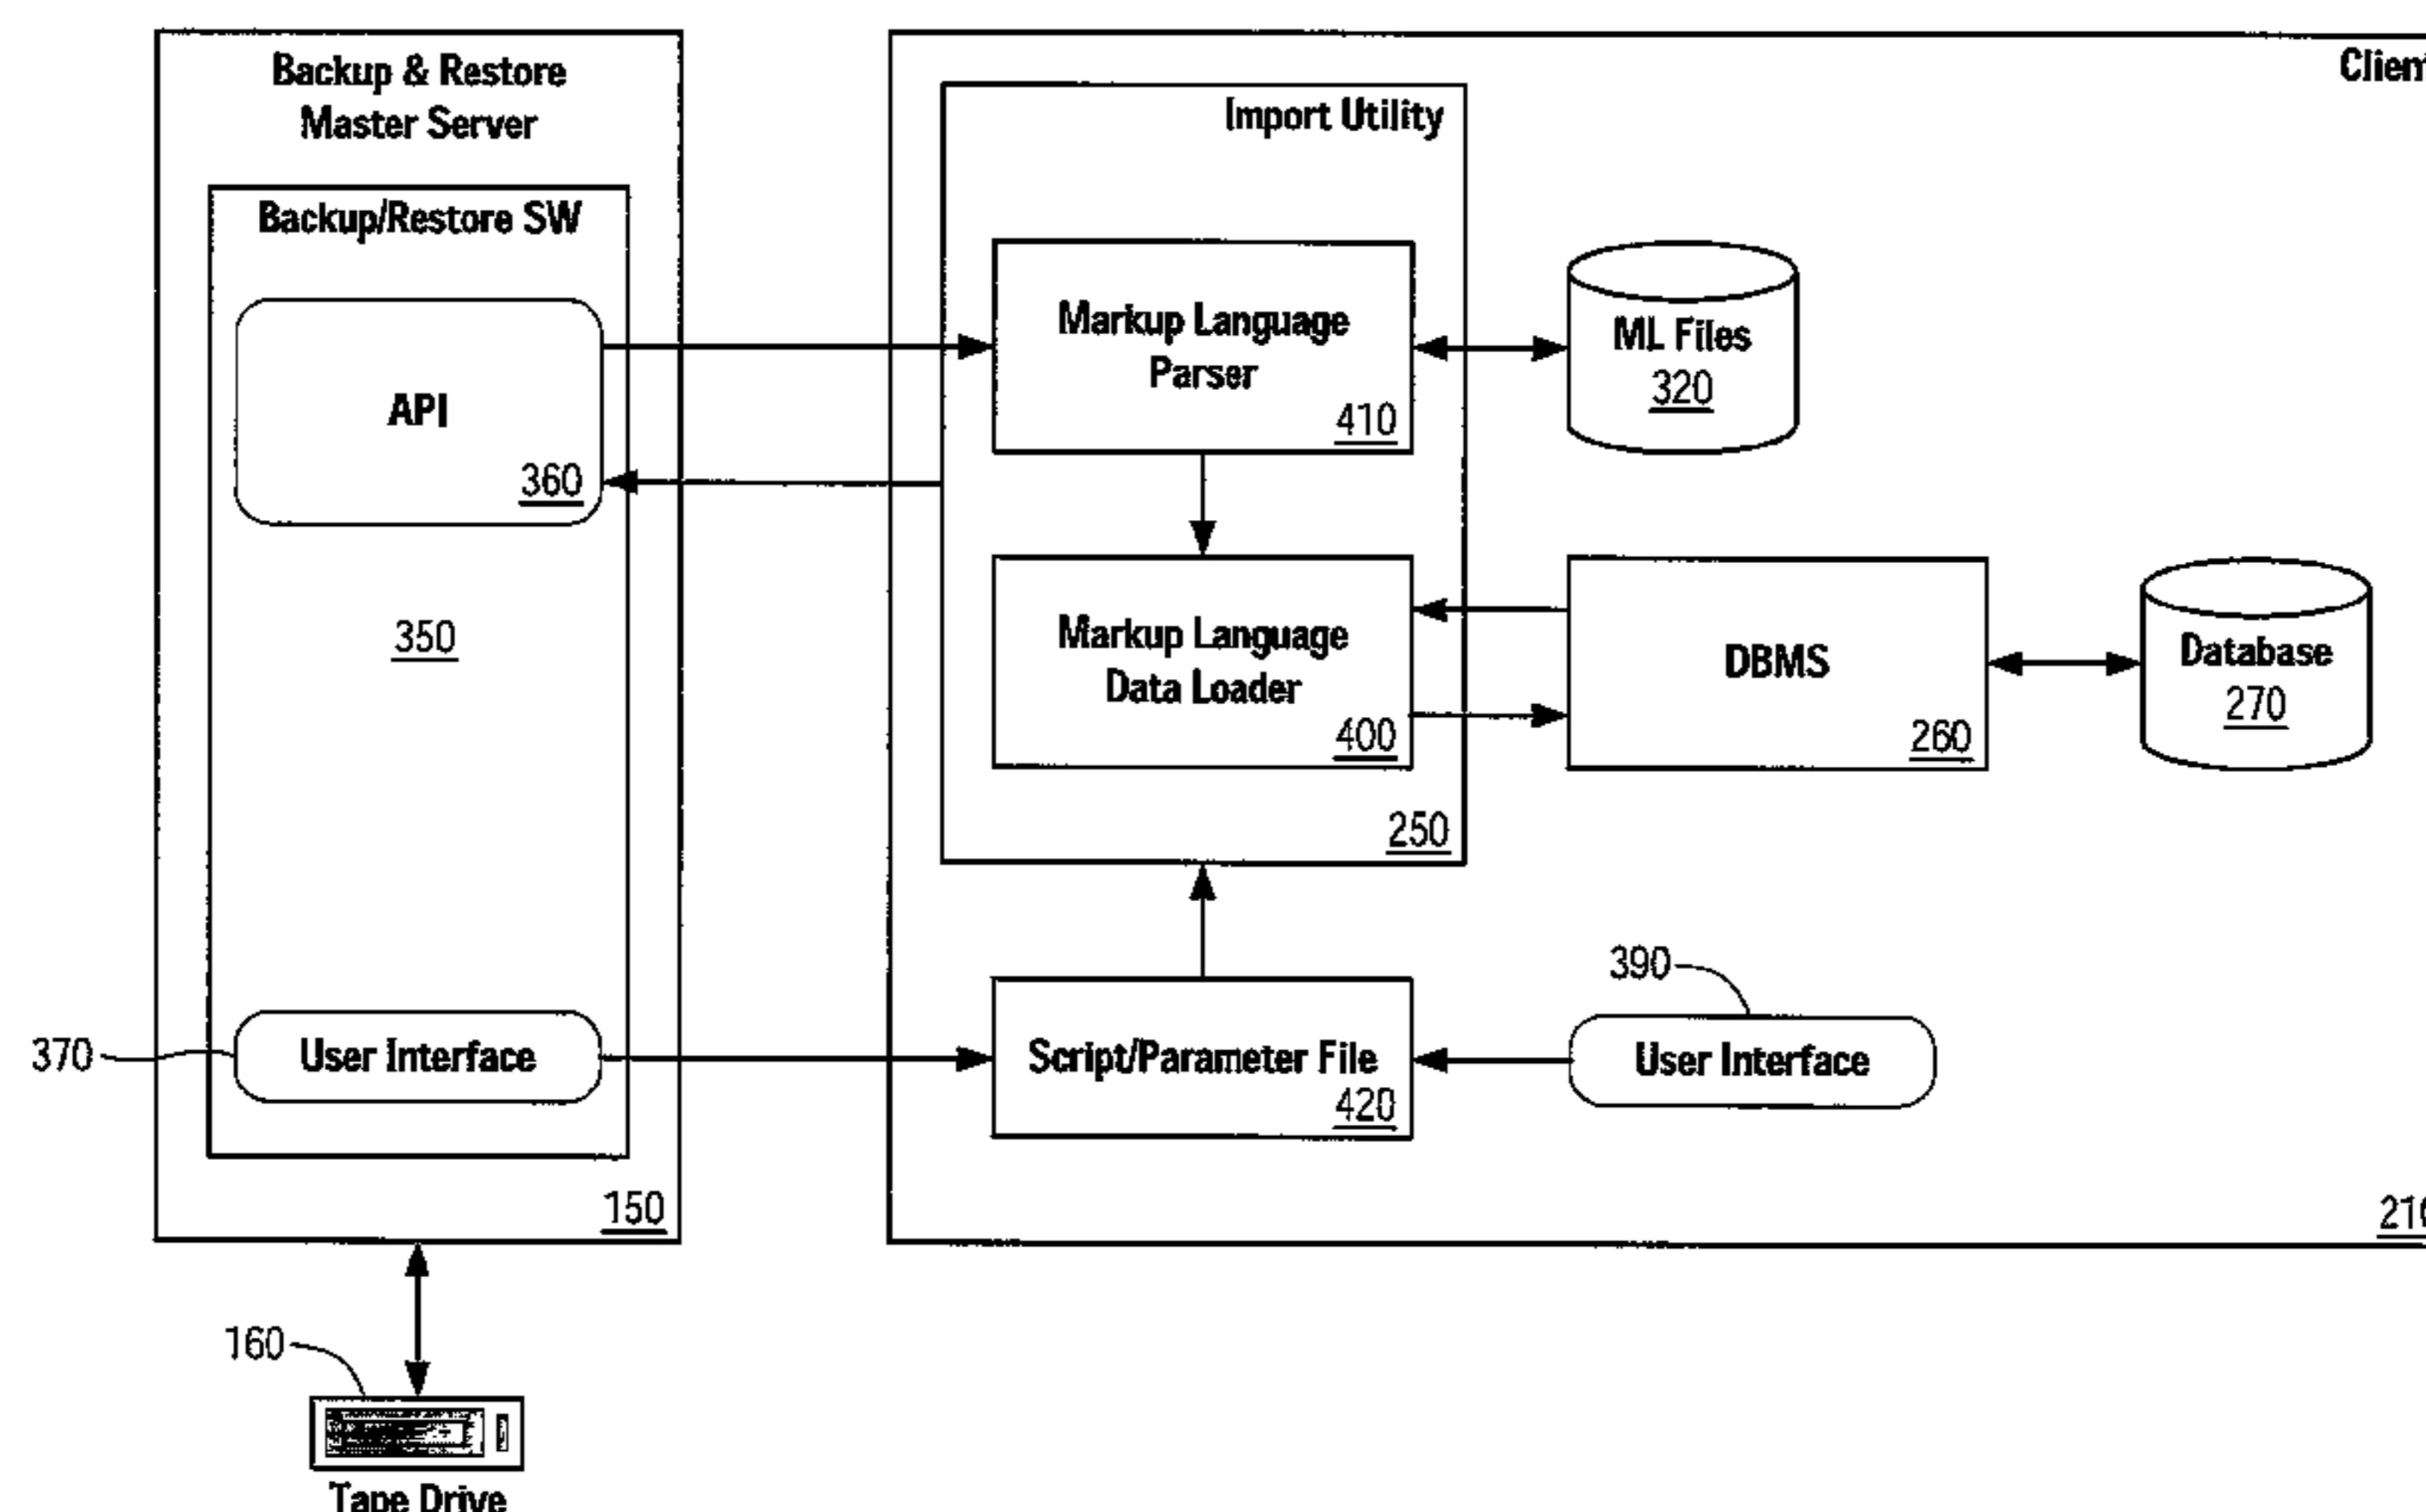 Backup & Restore
Master Server
Backup/Restore SW
API
360
350
370
User Interface
150
160
Tape Drive
Client
Import Utility
Markup Language
Parser
410
ML Files
320
Markup Language
Data Loader
400
DBMS
260
Database
270
250
390
Script/Parameter File
420
User Interface
210